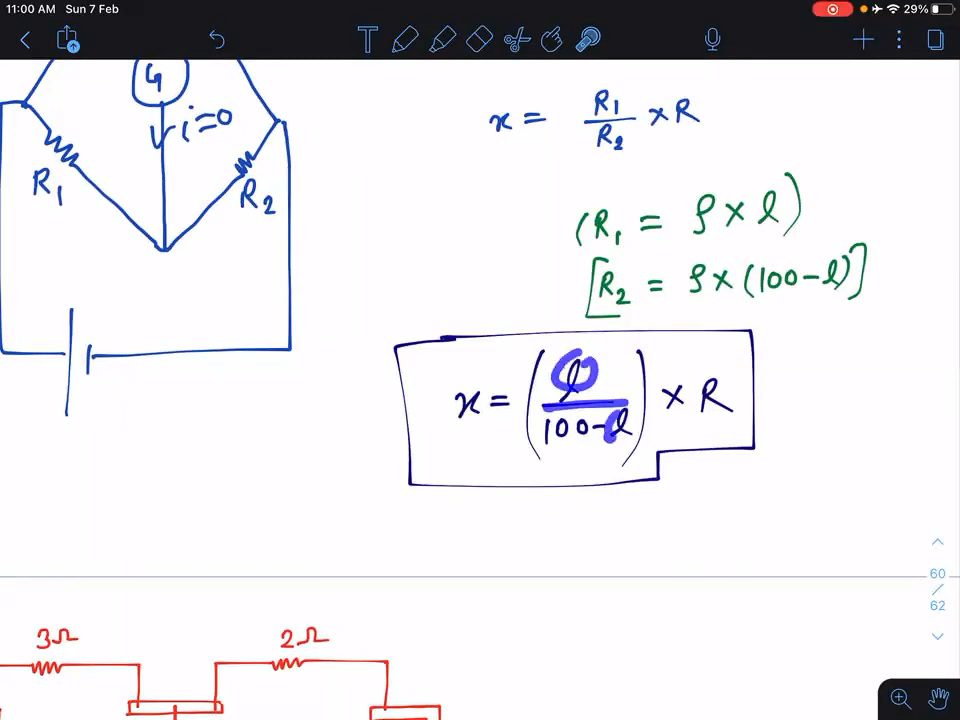 11:00 AM Sun 7 Feb
29%
T
G
i=0
R₁
R₂
x = R₁/R₂ × R
(R₁ = ρ × l)
[R₂ = ρ × (100-l)]
x = (l/100-l) × R
60
/
62
3Ω
2Ω